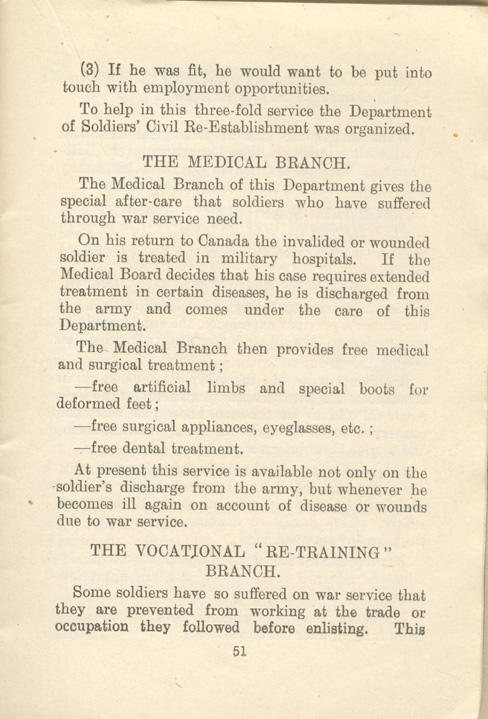 (3) If he was fit, he would want to be put into
touch with employment opportunities.
To help in this three-fold service the Department
of Soldiers' Civil Re-Establishment was organized.
THE MEDICAL BRANCH.
The Medical Branch of this Department gives the
special after-care that soldiers who have suffered
through war service need.
On his return to Canada the invalided or wounded
soldier is treated in military hospitals. If the
Medical Board decides that his case requires extended
treatment in certain diseases, he is discharged from
the army and comes under the care of this
Department.
The Medical Branch then provides free medical
and surgical treatment;
—free artificial limbs and special boots for
deformed feet;
—free surgical appliances, eyeglasses, etc.;
—free dental treatment.
At present this service is available not only on the
soldier's discharge from the army, but whenever he
becomes ill again on account of disease or wounds
due to war service.
THE VOCATIONAL "RE-TRAINING"
BRANCH.
Some soldiers have so suffered on war service that
they are prevented from working at the trade or
occupation they followed before enlisting. This
51